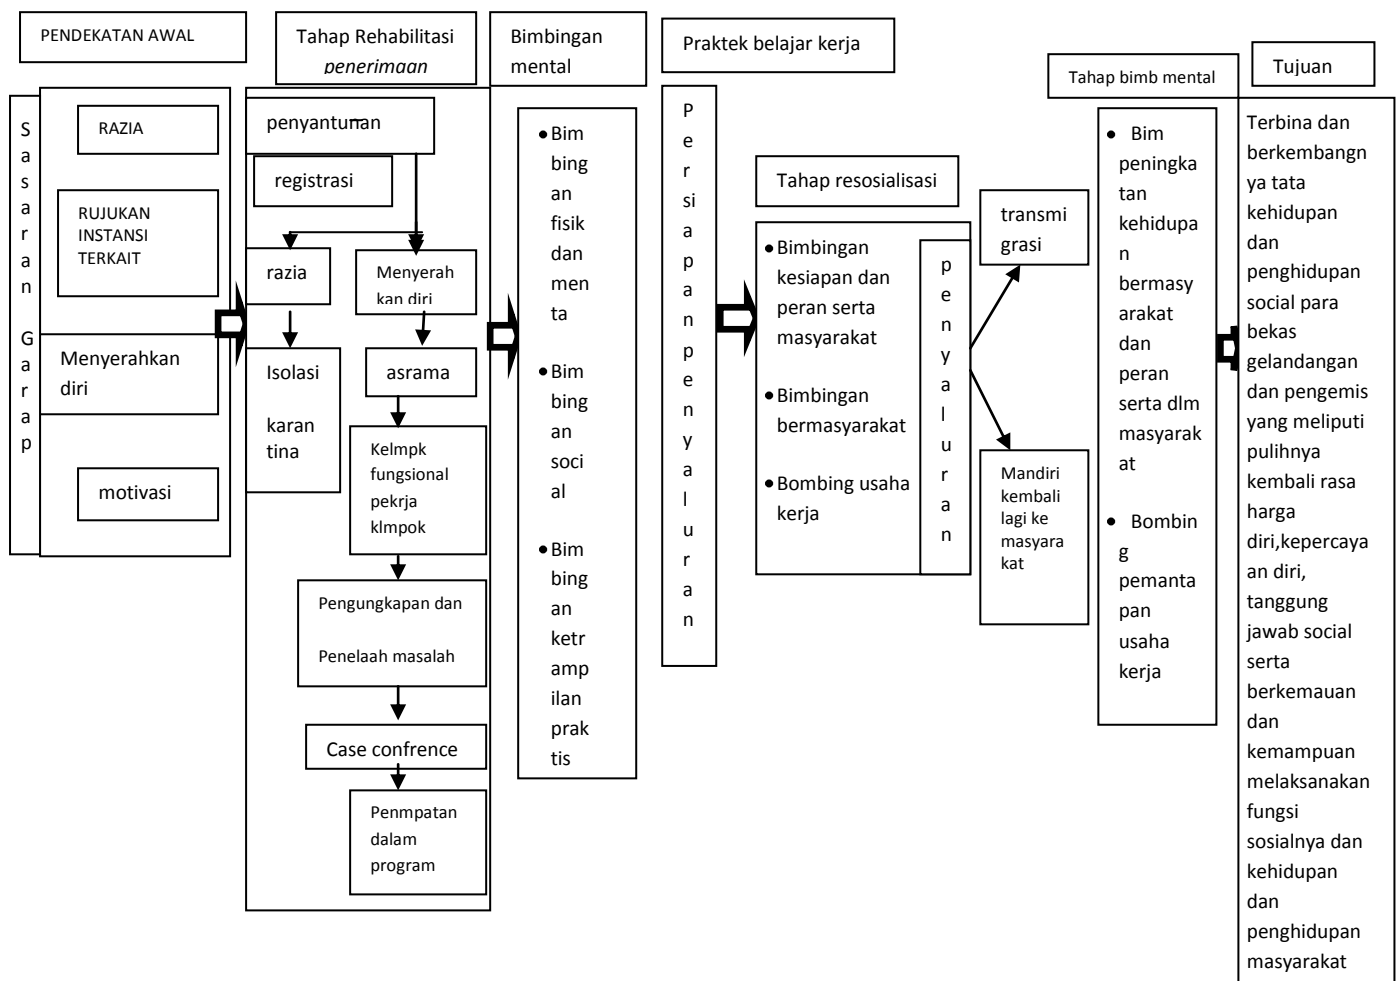 PENDEKATAN AWAL
Tahap Rehabilitasi
penerimaan
Bimbingan
mental
Praktek belajar kerja
Tahap bimb mental
Tujuan
S
a
s
a
r
a
n
G
a
r
a
p
RAZIA
RUJUKAN
INSTANSI
TERKAIT
Menyerahkan
diri
motivasi
penyantunan
registrasi
razia
Menyerah
kan diri
Isolasi
karan
tina
asrama
Kelmpk
fungsional
pekrja
klmpok
Pengungkapan dan
Penelaah masalah
Case confrence
Penmpatan
dalam
program
• Bim
bing
an
fisik
dan
men
ta
• Bim
bing
an
soci
al
• Bim
bing
an
ketr
amp
ilan
prak
tis
P
e
r
si
a
p
a
n
p
e
n
y
a
l
u
r
a
n
Tahap resosialisasi
• Bimbingan
kesiapan dan
peran serta
masyarakat
• Bimbingan
bermasyarakat
• Bombing usaha
kerja
p
e
n
y
a
l
u
r
a
n
transmi
grasi
Mandiri
kembali
lagi ke
masyara
kat
• Bim
peningka
tan
kehidupa
n
bermasy
arakat
dan
peran
serta dlm
masyarak
at
• Bombin
g
pemanta
pan
usaha
kerja
Terbina dan
berkembangn
ya tata
kehidupan
dan
penghidupan
social para
bekas
gelandangan
dan pengemis
yang meliputi
pulihnya
kembali rasa
harga
diri,kepercaya
an diri,
tanggung
jawab social
serta
berkemauan
dan
kemampuan
melaksanakan
fungsi
sosialnya dan
kehidupan
dan
penghidupan
masyarakat